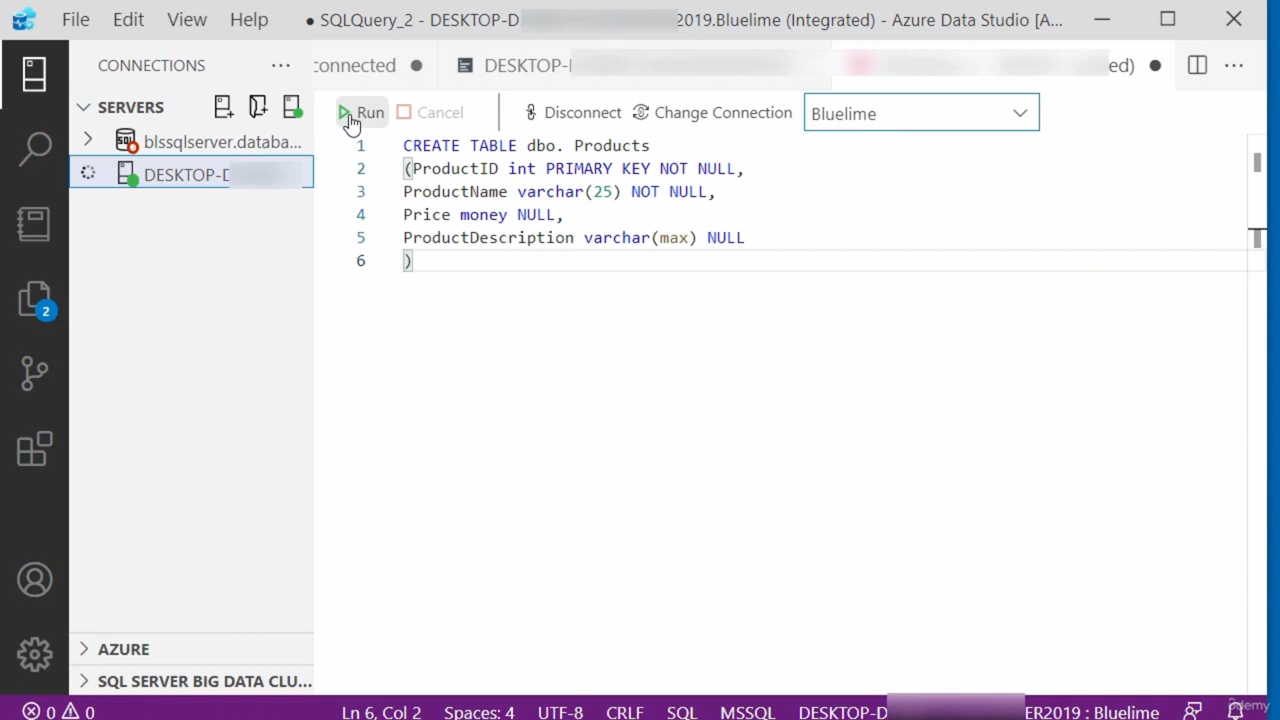 File Edit View Help ● SQLQuery_2 - DESKTOP-D 2019.Bluelime (Integrated) - Azure Data Studio [A...
CONNECTIONS ... connected ● DESKTOP- ed) ● ...
SERVERS
Run Cancel Disconnect Change Connection Bluelime
blssqlserver.databa...
DESKTOP-D
1 CREATE TABLE dbo. Products
2 (ProductID int PRIMARY KEY NOT NULL,
3 ProductName varchar(25) NOT NULL,
4 Price money NULL,
5 ProductDescription varchar(max) NULL
6 )
2
AZURE
SQL SERVER BIG DATA CLU...
0 0 Ln 6, Col 2 Spaces: 4 UTF-8 CRLF SQL MSSQL DESKTOP-D ER2019 : Bluelime
Udemy